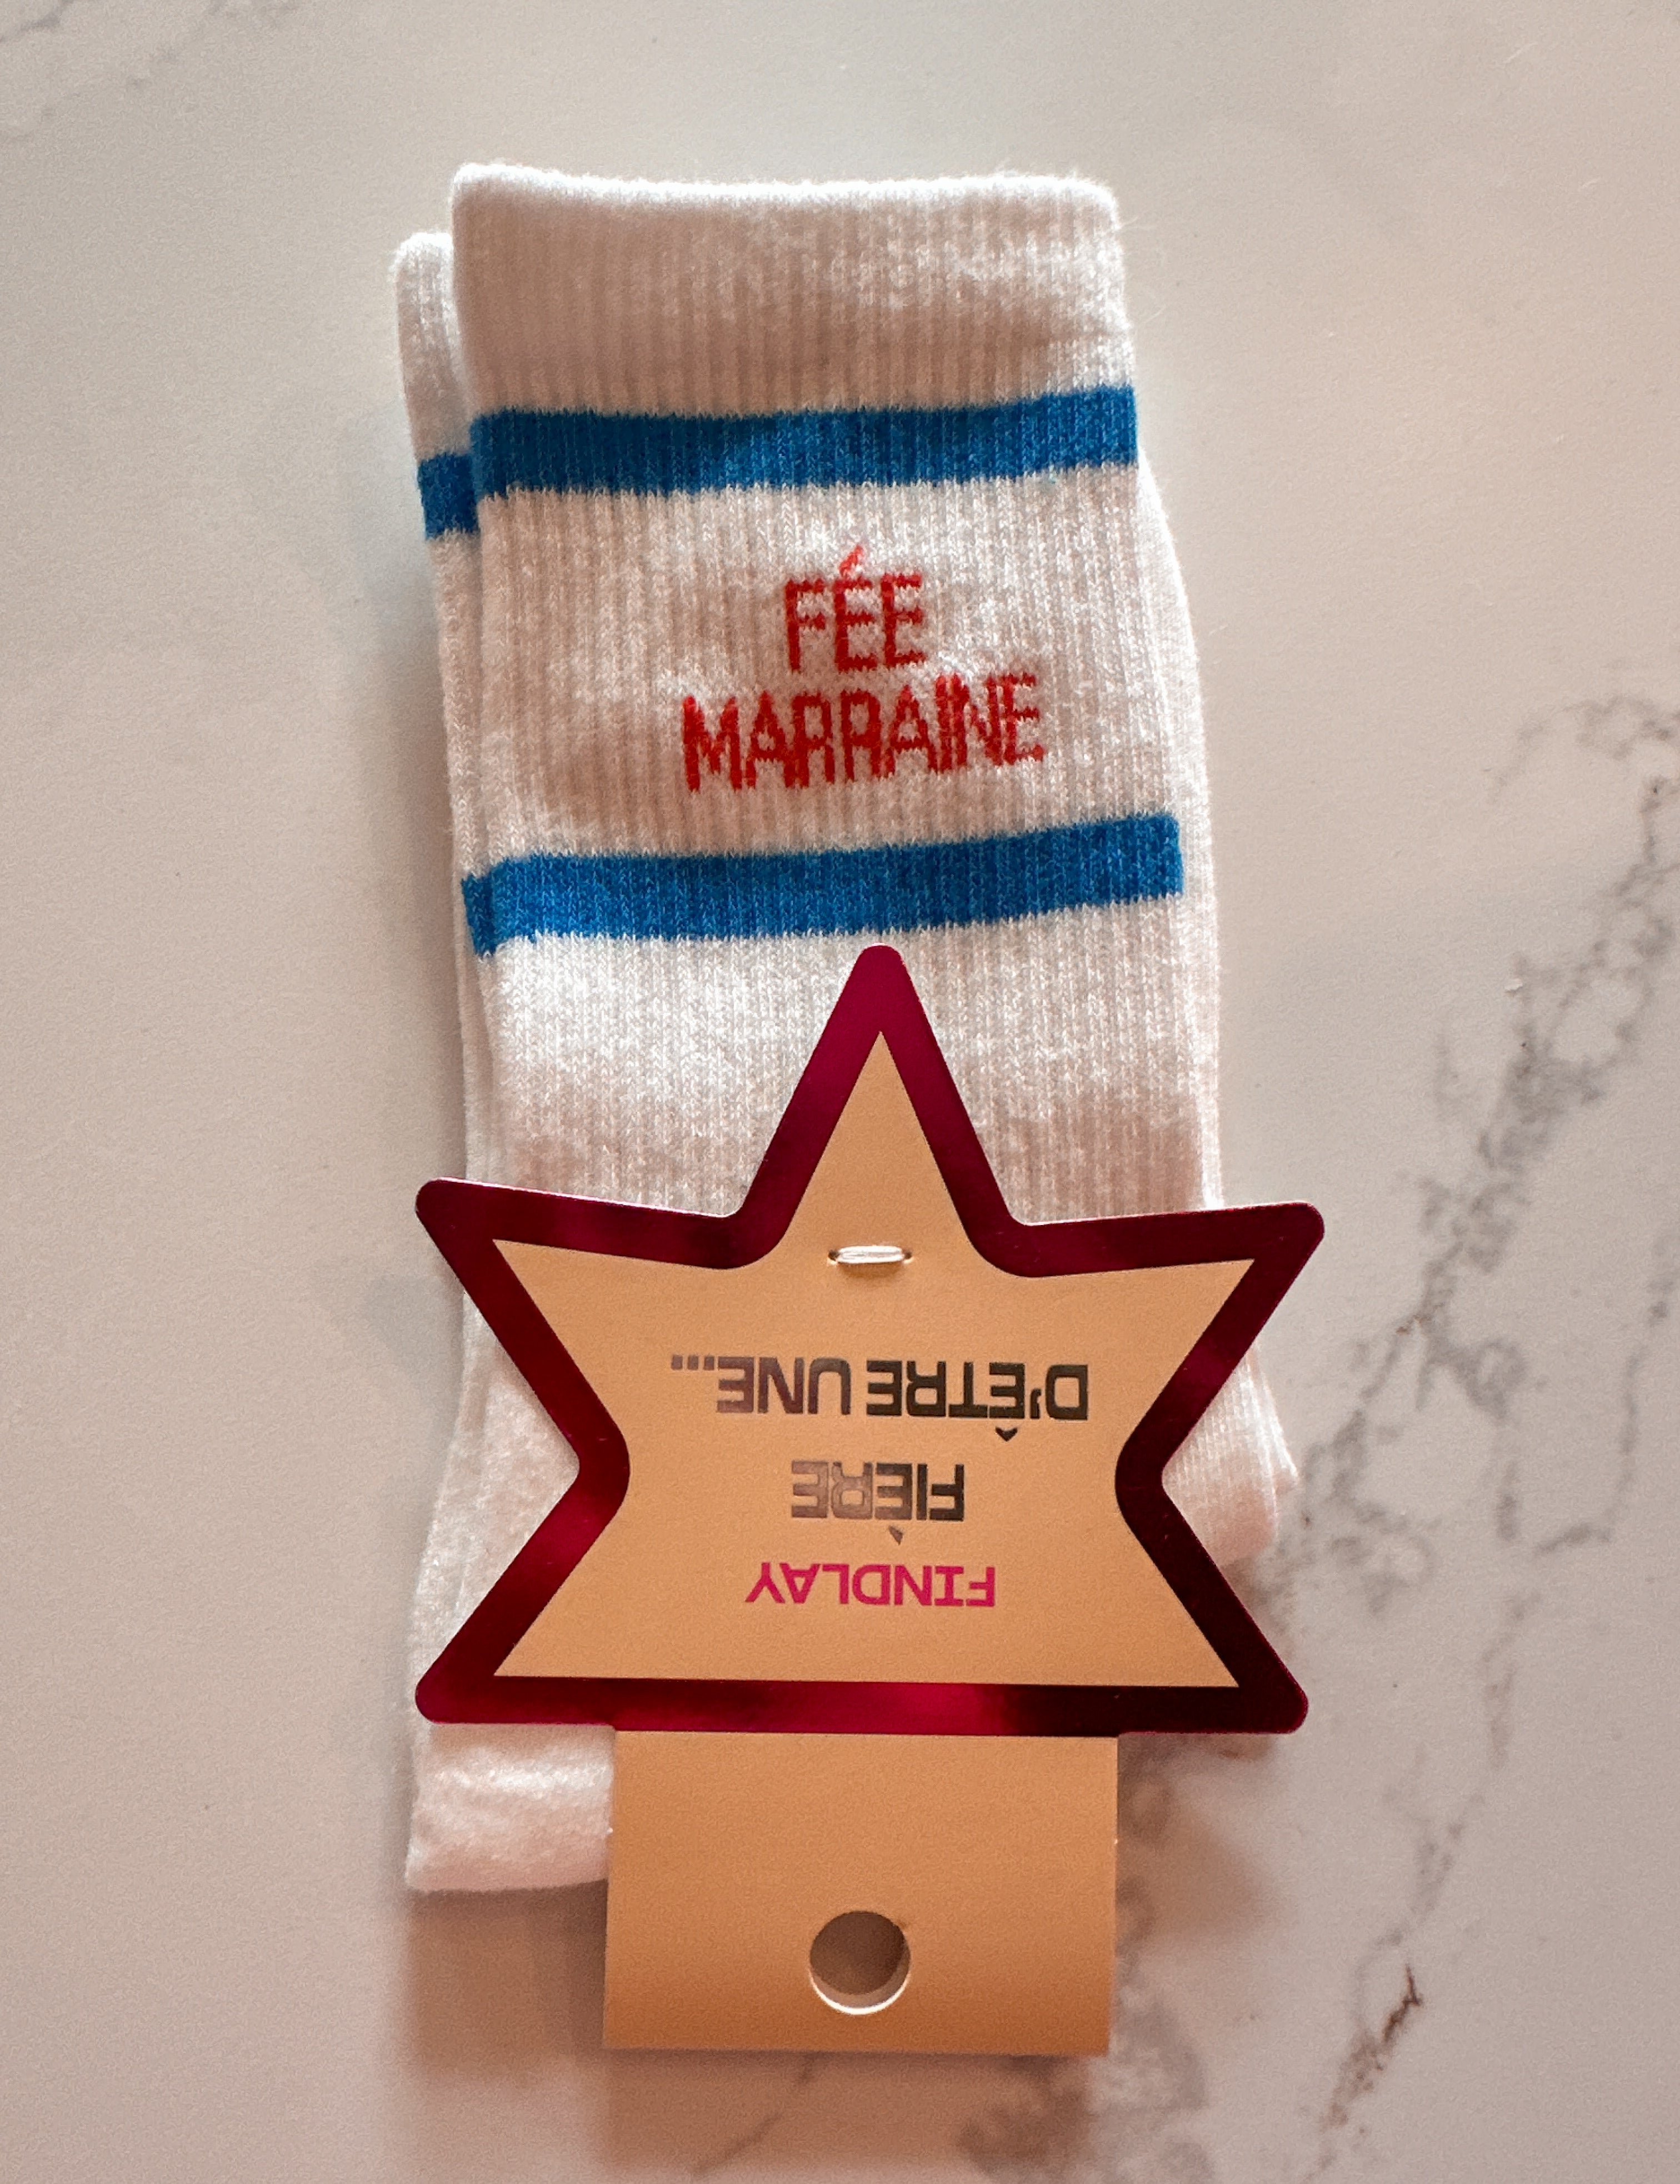 FÉE
MARRAINE
FINDLAY
FIÈRE
D'ÊTRE UNE...